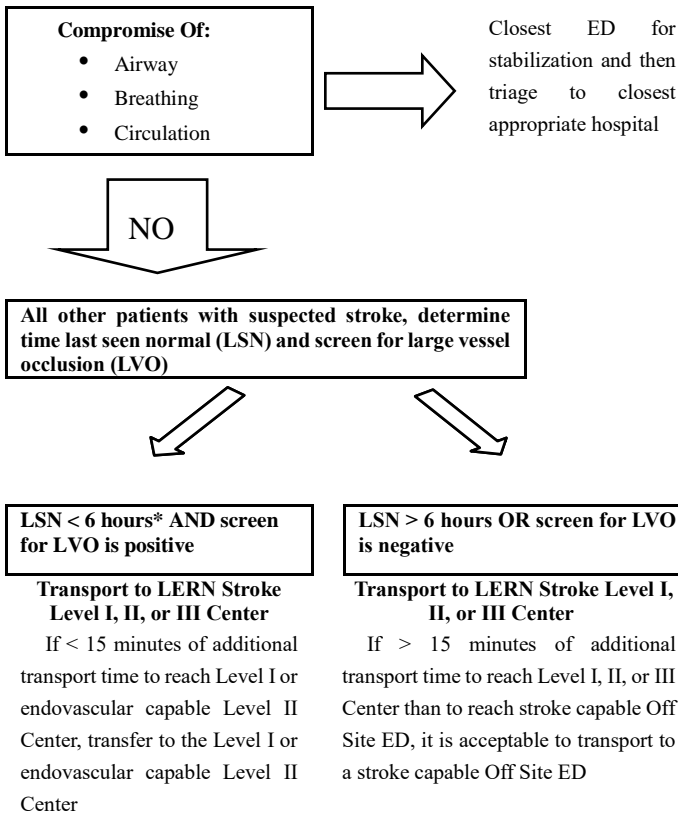 Compromise Of:
• Airway
• Breathing
• Circulation
Closest ED for
stabilization and then
triage to closest
appropriate hospital
NO
All other patients with suspected stroke, determine
time last seen normal (LSN) and screen for large vessel
occlusion (LVO)
LSN < 6 hours* AND screen
for LVO is positive
Transport to LERN Stroke
Level I, II, or III Center
If < 15 minutes of additional
transport time to reach Level I or
endovascular capable Level II
Center, transfer to the Level I or
endovascular capable Level II
Center
LSN > 6 hours OR screen for LVO
is negative
Transport to LERN Stroke Level I,
II, or III Center
If > 15 minutes of additional
transport time to reach Level I, II, or III
Center than to reach stroke capable Off
Site ED, it is acceptable to transport to
a stroke capable Off Site ED